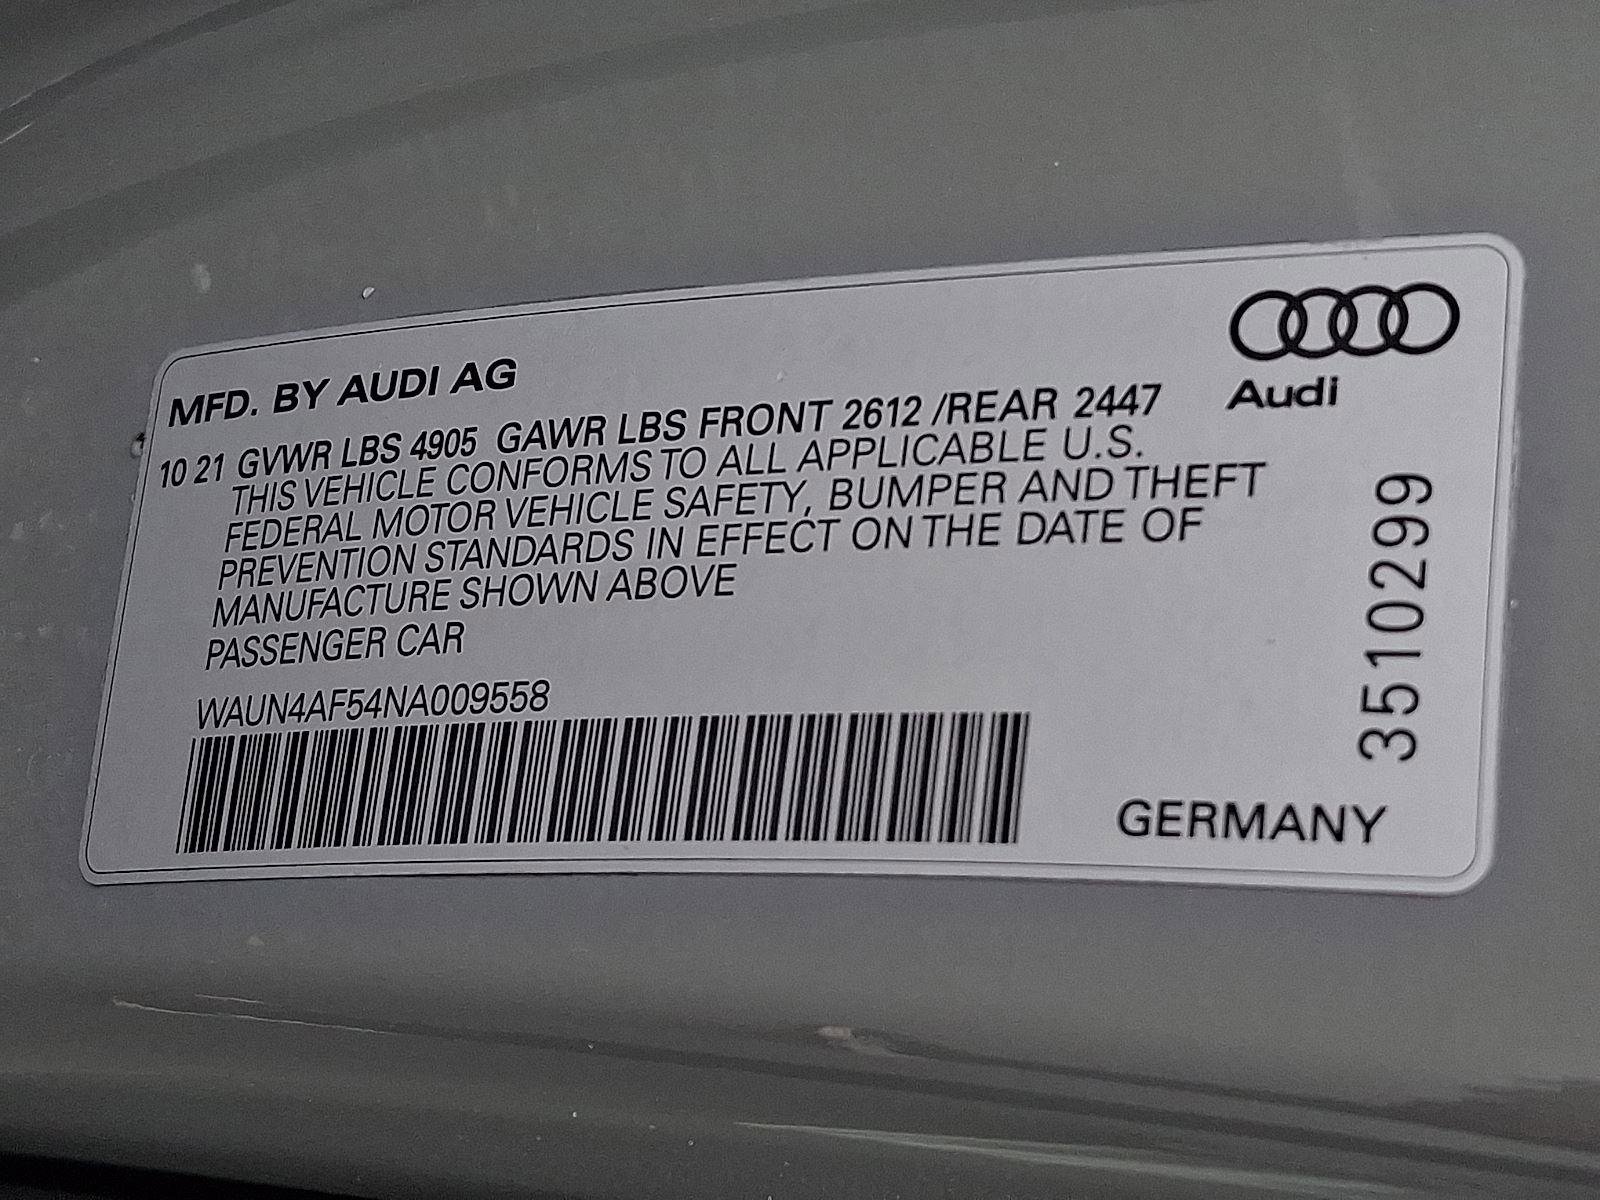 MFD. BY AUDI AG
10 21 GVWR LBS 4905 GAWR LBS FRONT 2612 /REAR 2447
THIS VEHICLE CONFORMS TO ALL APPLICABLE U.S.
FEDERAL MOTOR VEHICLE SAFETY, BUMPER AND THEFT
PREVENTION STANDARDS IN EFFECT ON THE DATE OF
MANUFACTURE SHOWN ABOVE
PASSENGER CAR
WAUN4AF54NA009558
Audi
3510299
GERMANY